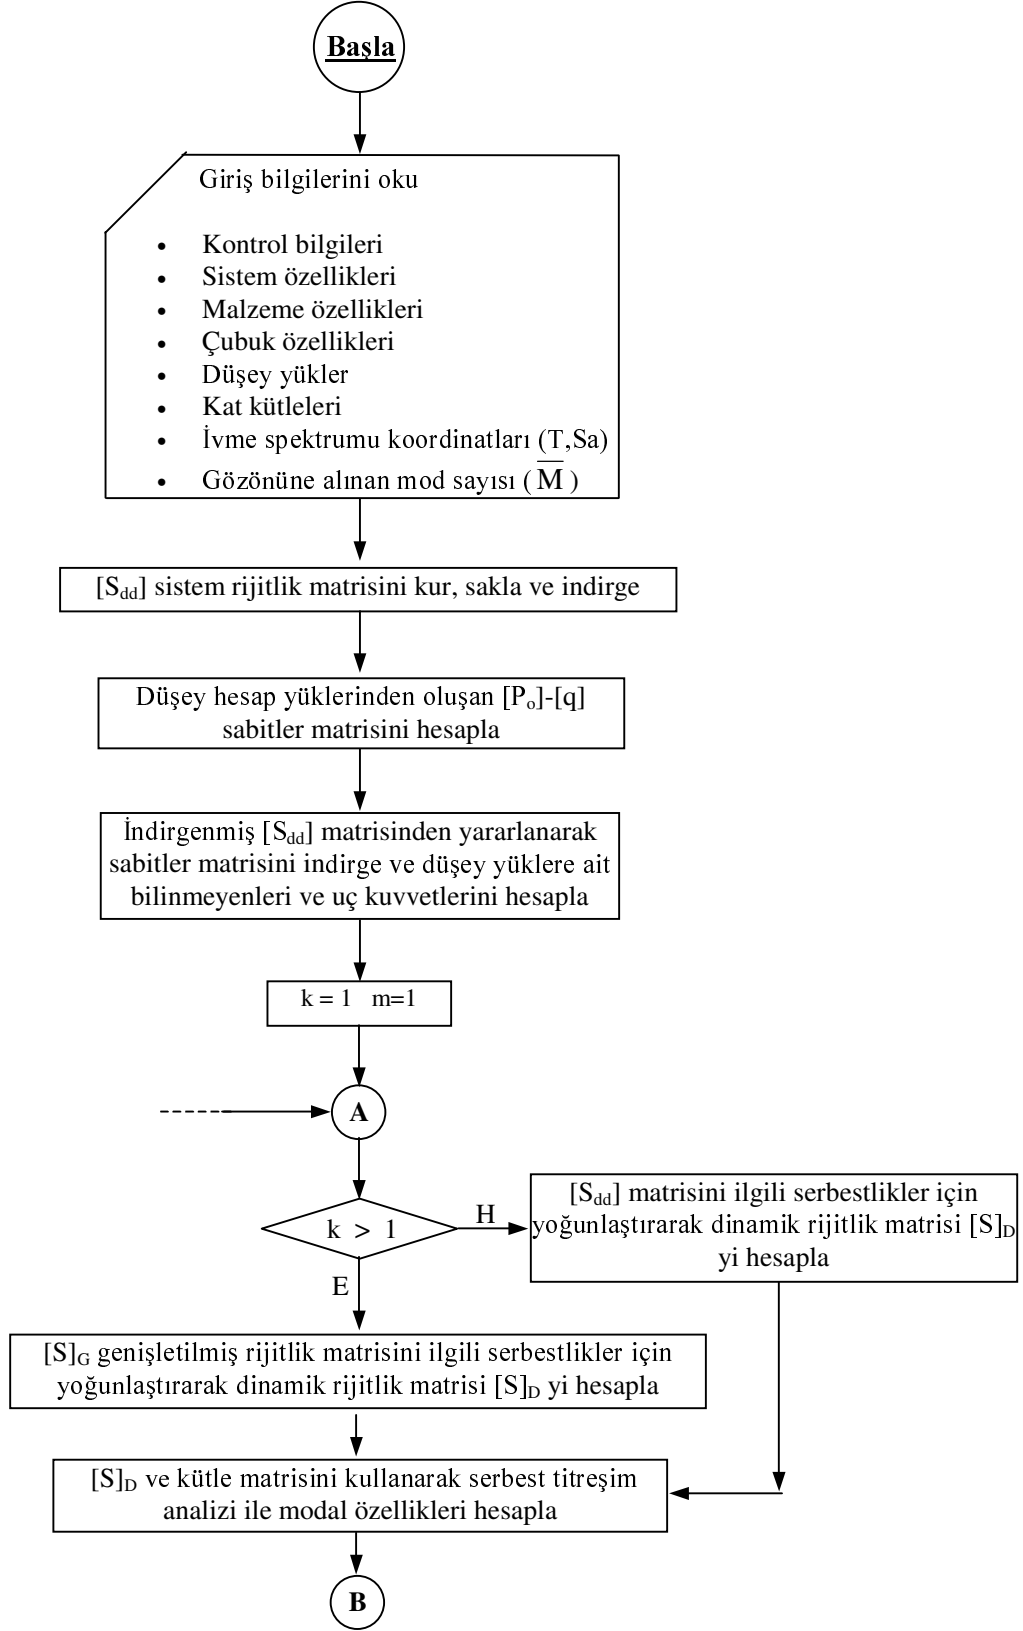 Başla
Giriş bilgilerini oku
• Kontrol bilgileri
• Sistem özellikleri
• Malzeme özellikleri
• Çubuk özellikleri
• Düşey yükler
• Kat kütleleri
• İvme spektrumu koordinatları (T,Sa)
• Gözönüne alınan mod sayısı ( M̅ )
[Sdd] sistem rijitlik matrisini kur, sakla ve indirge
Düşey hesap yüklerinden oluşan [Po]-[q]
sabitler matrisini hesapla
İndirgenmiş [Sdd] matrisinden yararlanarak
sabitler matrisini indirge ve düşey yüklere ait
bilinmeyenleri ve uç kuvvetlerini hesapla
k = 1 m=1
A
k > 1
H
[Sdd] matrisini ilgili serbestlikler için
yoğunlaştırarak dinamik rijitlik matrisi [S]D
yi hesapla
E
[S]G genişletilmiş rijitlik matrisini ilgili serbestlikler için
yoğunlaştırarak dinamik rijitlik matrisi [S]D yi hesapla
[S]D ve kütle matrisini kullanarak serbest titreşim
analizi ile modal özellikleri hesapla
B